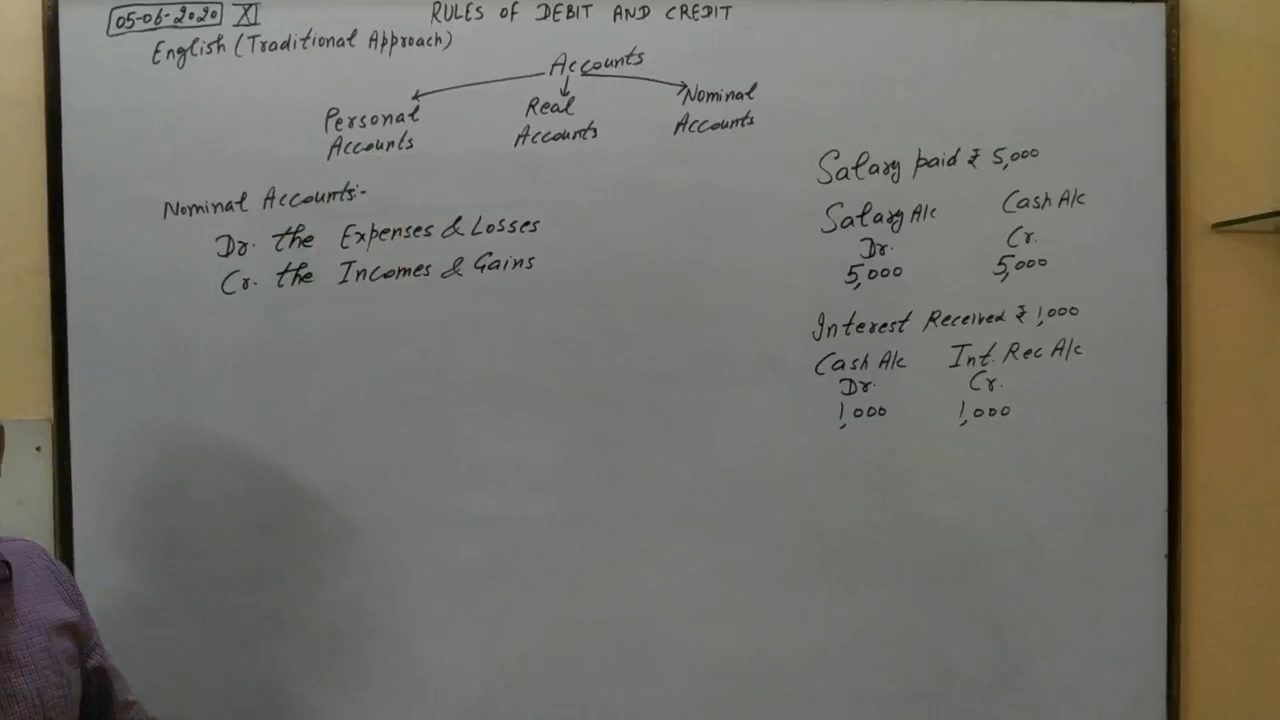 05-06-2020 XI RULES OF DEBIT AND CREDIT
English (Traditional Approach)
Accounts
Personal Accounts
Real Accounts
Nominal Accounts
Nominal Accounts:-
Dr. the Expenses & Losses
Cr. the Incomes & Gains
Salary paid ₹ 5,000
Salary A/c Cash A/c
Dr. Cr.
5,000 5,000
Interest Received ₹ 1,000
Cash A/c Int. Rec A/c
Dr. Cr.
1,000 1,000